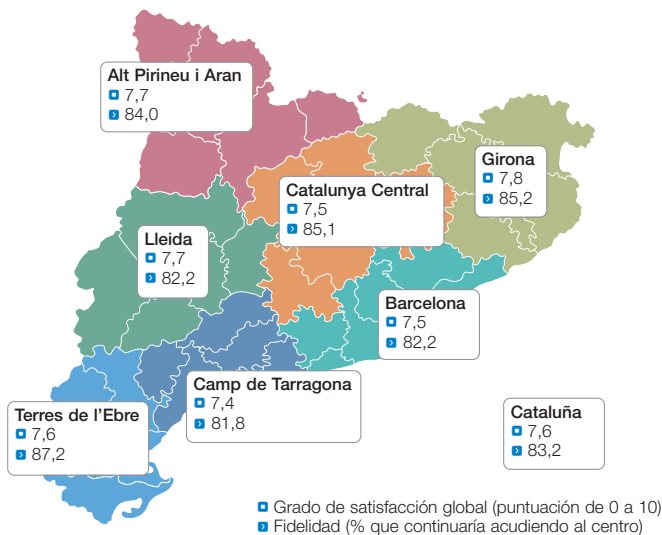 Alt Pirineu i Aran
7,7
84,0
Girona
7,8
85,2
Catalunya Central
7,5
85,1
Lleida
7,7
82,2
Barcelona
7,5
82,2
Camp de Tarragona
7,4
81,8
Terres de l’Ebre
7,6
87,2
Cataluña
7,6
83,2
Grado de satisfacción global (puntuación de 0 a 10)
Fidelidad (% que continuaría acudiendo al centro)